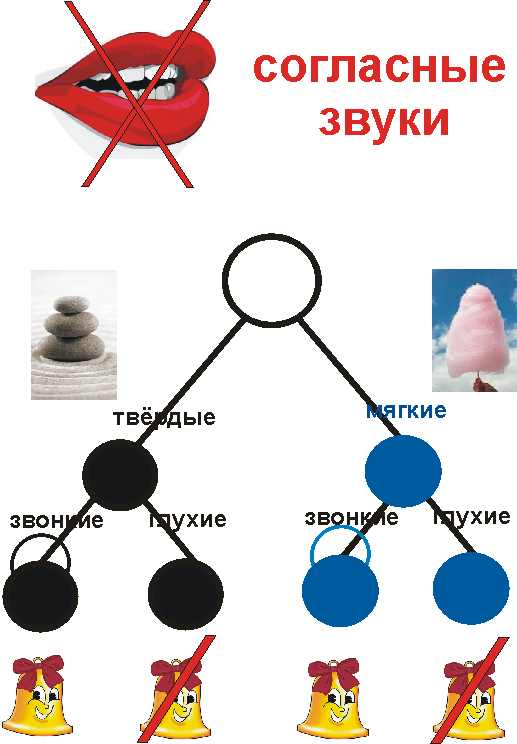 согласные
звуки
твёрдые
мягкие
звонкие
глухие
звонкие
глухие